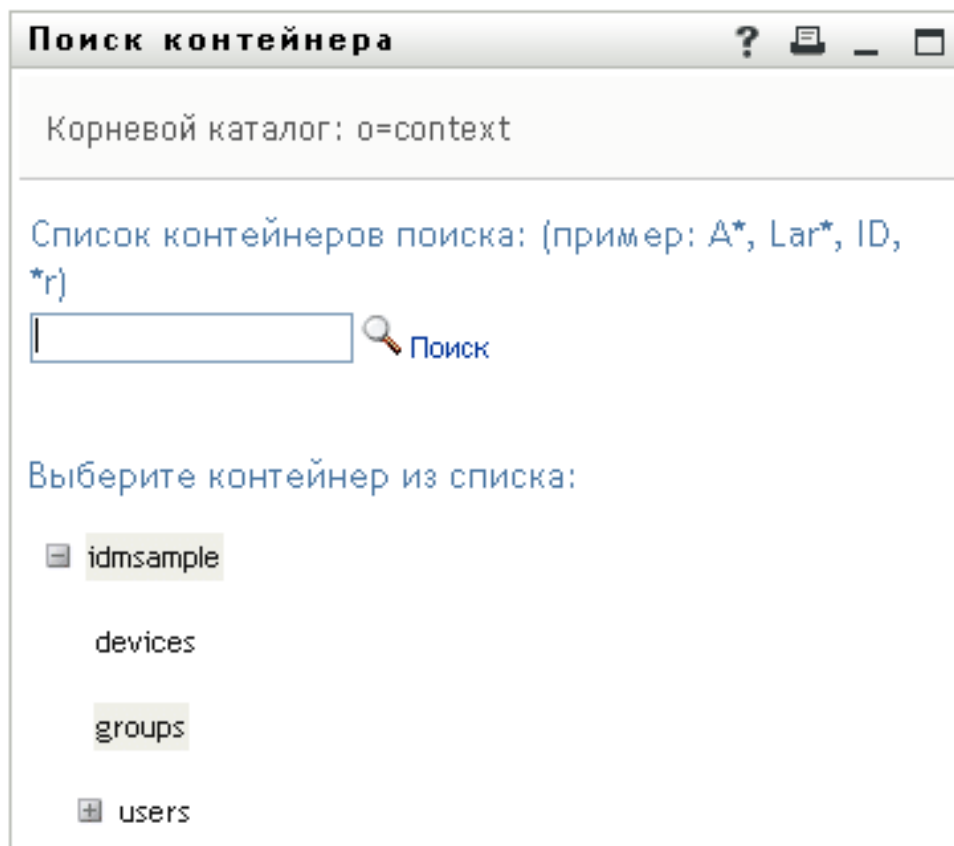 Поиск контейнера
Корневой каталог: o=context
Список контейнеров поиска: (пример: A*, Lar*, ID,
*r)
Поиск
Выберите контейнер из списка:
idmsample
devices
groups
users